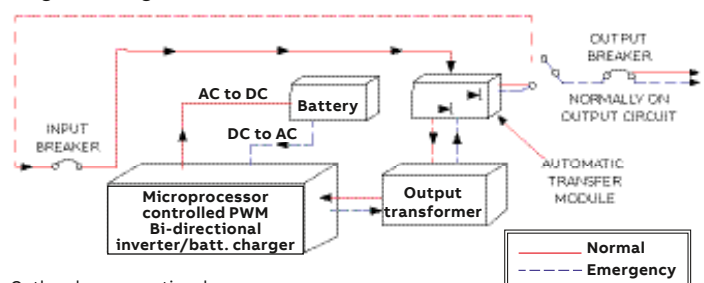 OUTPUT
BREAKER
AC to DC
Battery
NORMALLY ON
OUTPUT CIRCUIT
INPUT
BREAKER
DC to AC
AUTOMATIC
TRANSFER
MODULE
Microprocessor
controlled PWM
Bi-directional
inverter/batt. charger
Output
transformer
Normal
Emergency